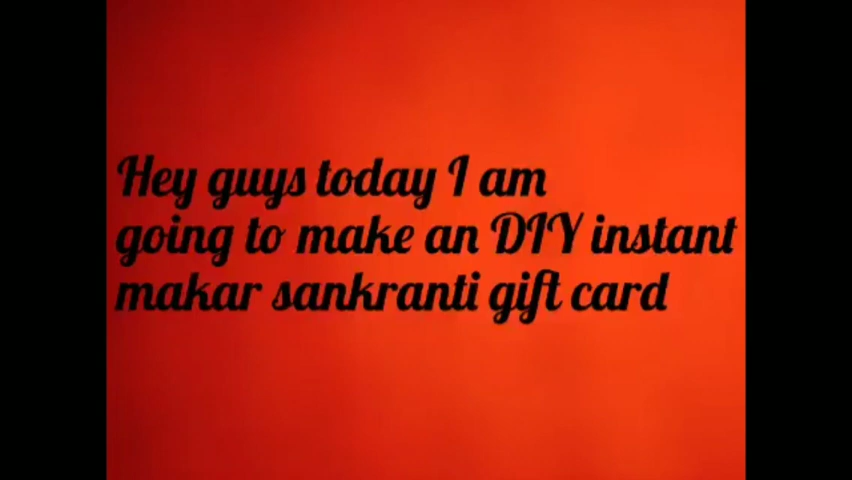 Hey guys today I am
going to make an DIY instant
makar sankranti gift card